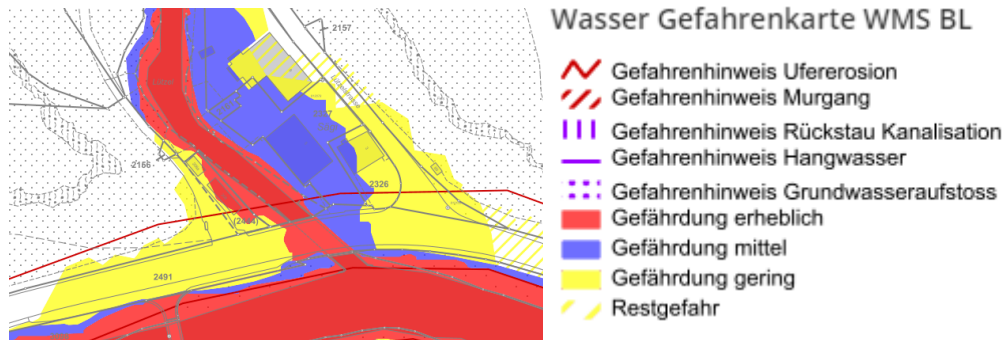 Wasser Gefahrenkarte WMS BL
Gefahrenhinweis Ufererosion
Gefahrenhinweis Murgang
Gefahrenhinweis Rückstau Kanalisation
Gefahrenhinweis Hangwasser
Gefahrenhinweis Grundwasseraufstoss
Gefährdung erheblich
Gefährdung mittel
Gefährdung gering
Restgefahr
2157
2156
2326
2491